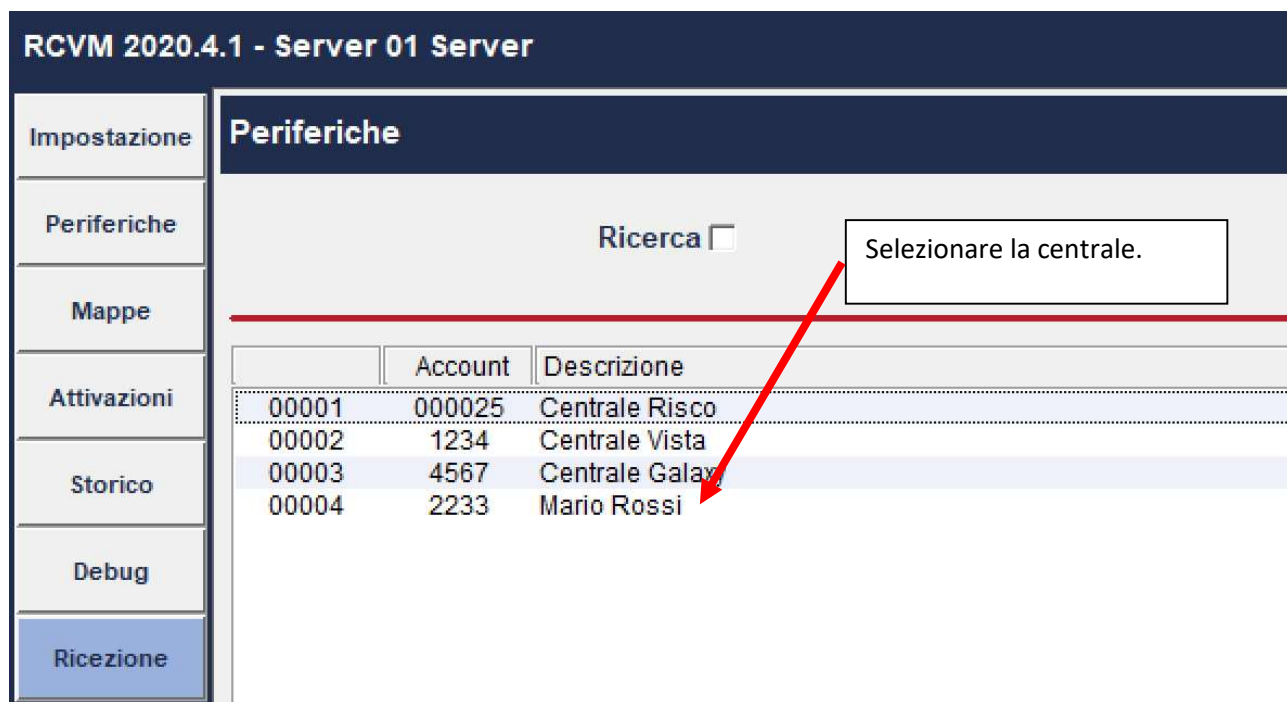 RCVM 2020.4.1 - Server 01 Server
Impostazione
Periferiche
Mappe
Attivazioni
Storico
Debug
Ricezione
Periferiche
Ricerca
Selezionare la centrale.
Account Descrizione
00001 000025 Centrale Risco
00002 1234 Centrale Vista
00003 4567 Centrale Galaxy
00004 2233 Mario Rossi